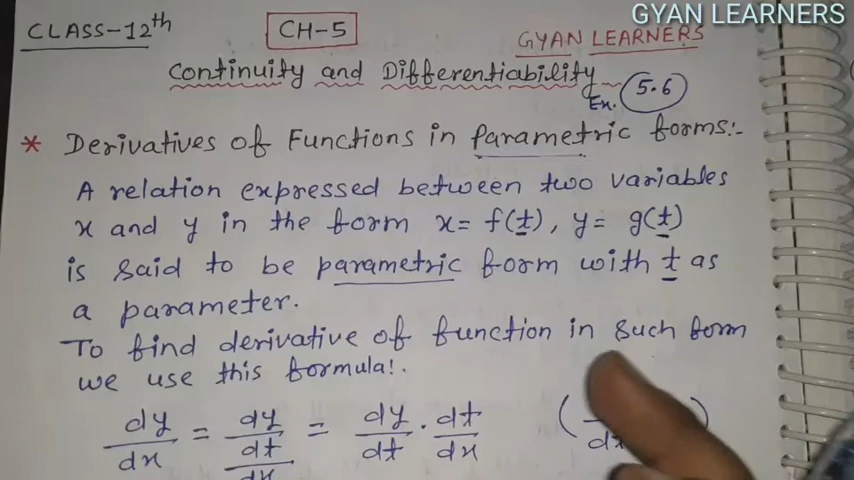 GYAN LEARNERS
CLASS-12th
CH-5
GYAN LEARNERS
Continuity and Differentiability
Ex. 5.6
* Derivatives of Functions in parametric forms:-
A relation expressed between two variables
x and y in the form x = f(t), y = g(t)
is said to be parametric form with t as
a parameter.
To find derivative of function in such form
we use this formula:.
dy/dx = dy/dt / dx = dy/dt . dt/dx ( dt )